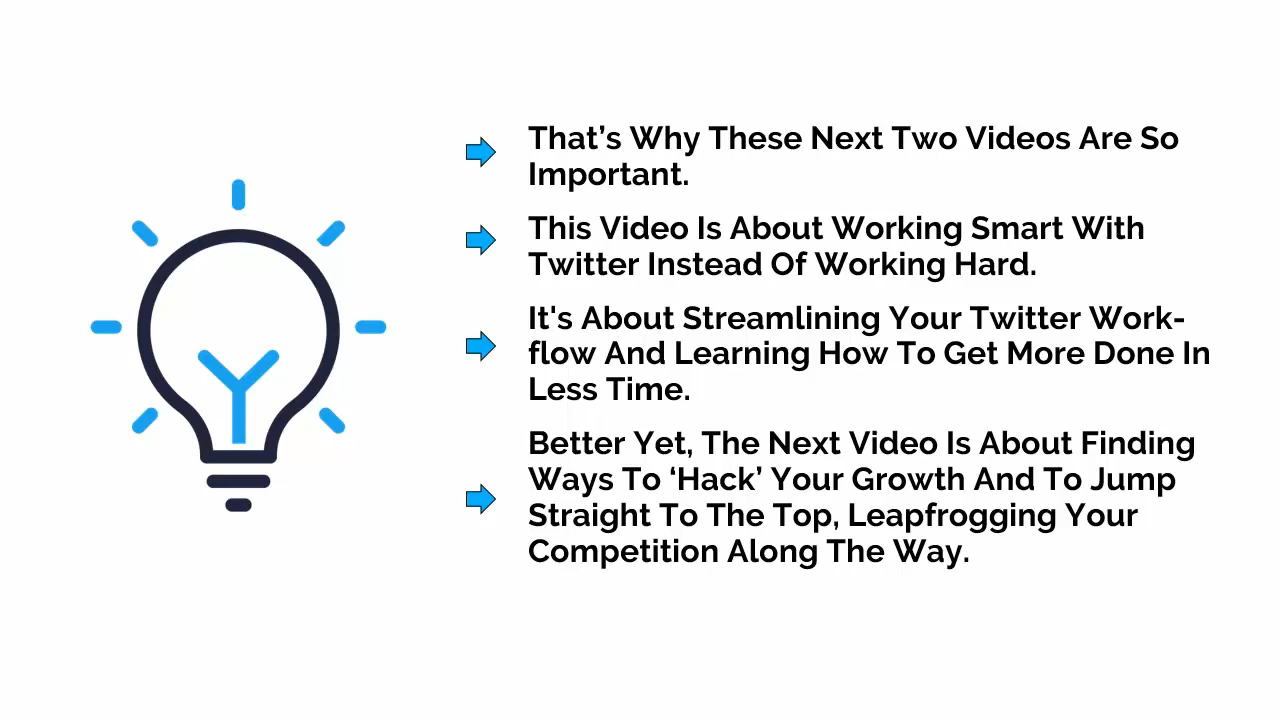 That’s Why These Next Two Videos Are So
Important.
This Video Is About Working Smart With
Twitter Instead Of Working Hard.
It's About Streamlining Your Twitter Work-
flow And Learning How To Get More Done In
Less Time.
Better Yet, The Next Video Is About Finding
Ways To ‘Hack’ Your Growth And To Jump
Straight To The Top, Leapfrogging Your
Competition Along The Way.